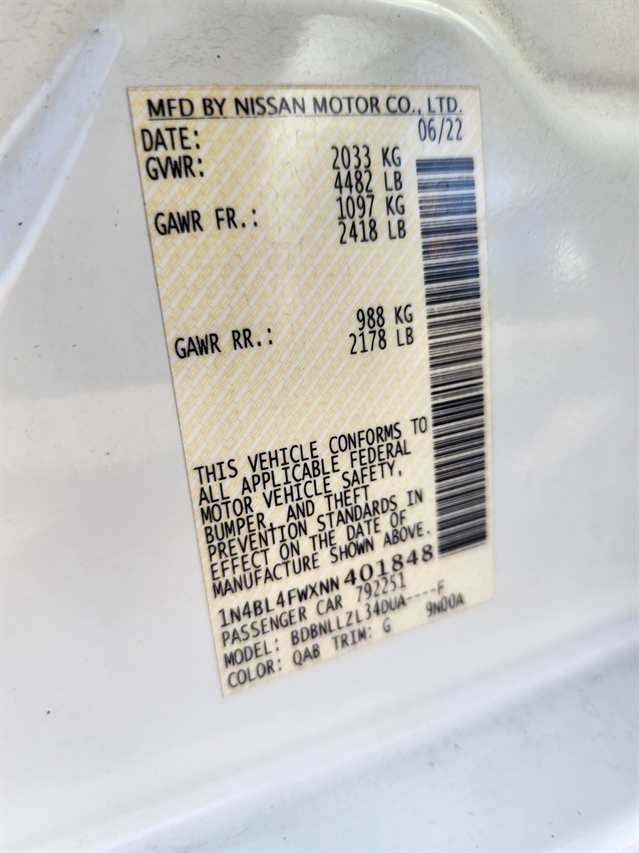 MFD BY NISSAN MOTOR CO., LTD.
DATE: 06/22
GVWR: 2033 KG
4482 LB
GAWR FR.: 1097 KG
2418 LB
GAWR RR.: 988 KG
2178 LB
THIS VEHICLE CONFORMS TO
ALL APPLICABLE FEDERAL
MOTOR VEHICLE SAFETY,
BUMPER, AND THEFT
PREVENTION STANDARDS IN
EFFECT ON THE DATE OF
MANUFACTURE SHOWN ABOVE.
1N4BL4FWXNN401848
PASSENGER CAR 792251
MODEL: BDBNLLZL34DUA----F
COLOR: QAB TRIM: G 9N00A